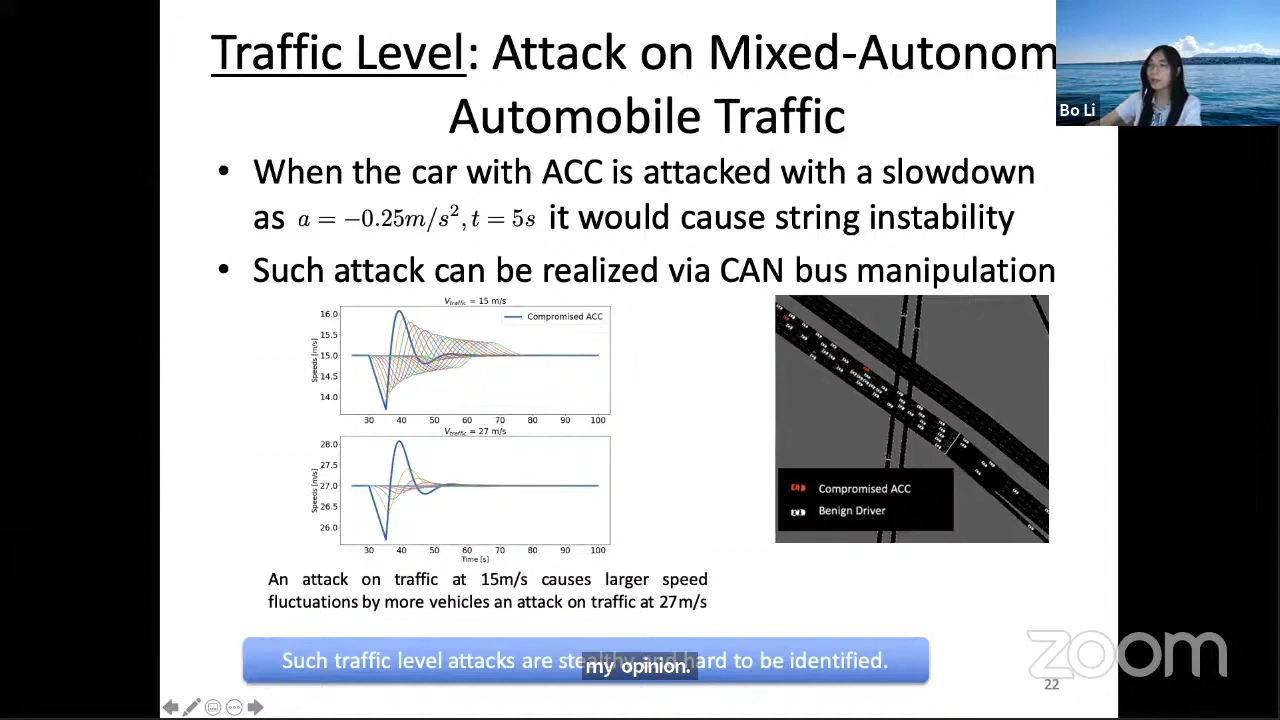 Traffic Level: Attack on Mixed-Autonom
Automobile Traffic
Bo Li
• When the car with ACC is attacked with a slowdown
as a = −0.25m/s², t = 5s it would cause string instability
• Such attack can be realized via CAN bus manipulation
V_traffic = 15 m/s
Compromised ACC
Speeds [m/s]
16.0
15.5
15.0
14.5
14.0
30 40 50 60 70 80 90 100
V_traffic = 27 m/s
Speeds [m/s]
28.0
27.5
27.0
26.5
26.0
30 40 50 60 70 80 90 100
Time [s]
Compromised ACC
Benign Driver
An attack on traffic at 15m/s causes larger speed
fluctuations by more vehicles an attack on traffic at 27m/s
Such traffic level attacks are stealthy and hard to be identified.
my opinion.
zoom
22